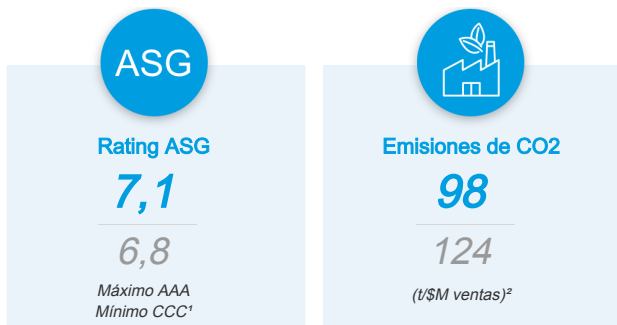 ASG
Rating ASG
7,1
6,8
Máximo AAA
Mínimo CCC¹
Emisiones de CO2
98
124
(t/$M ventas)²